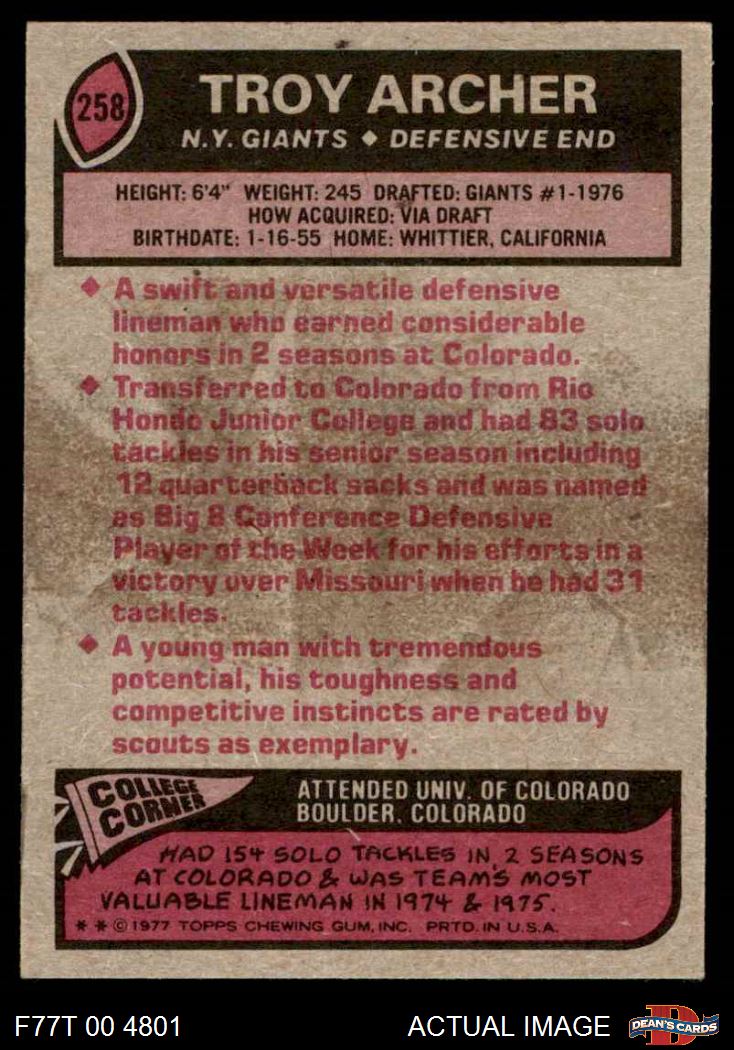 258
TROY ARCHER
N.Y. GIANTS ◆ DEFENSIVE END
HEIGHT: 6'4" WEIGHT: 245 DRAFTED: GIANTS #1-1976
HOW ACQUIRED: VIA DRAFT
BIRTHDATE: 1-16-55 HOME: WHITTIER, CALIFORNIA
◆ A swift and versatile defensive
lineman who earned considerable
honors in 2 seasons at Colorado.
◆ Transferred to Colorado from Rio
Hondo Junior College and had 83 solo
tackles in his senior season including
12 quarterback sacks and was named
as Big 8 Conference Defensive
Player of the Week for his efforts in a
victory over Missouri when he had 31
tackles.
◆ A young man with tremendous
potential, his toughness and
competitive instincts are rated by
scouts as exemplary.
COLLEGE
CORNER
ATTENDED UNIV. OF COLORADO
BOULDER, COLORADO
HAD 154 SOLO TACKLES IN 2 SEASONS
AT COLORADO & WAS TEAM'S MOST
VALUABLE LINEMAN IN 1974 & 1975.
* * © 1977 TOPPS CHEWING GUM, INC. PRTD. IN U.S.A.
F77T 00 4801
ACTUAL IMAGE
D
DEAN'S CARDS